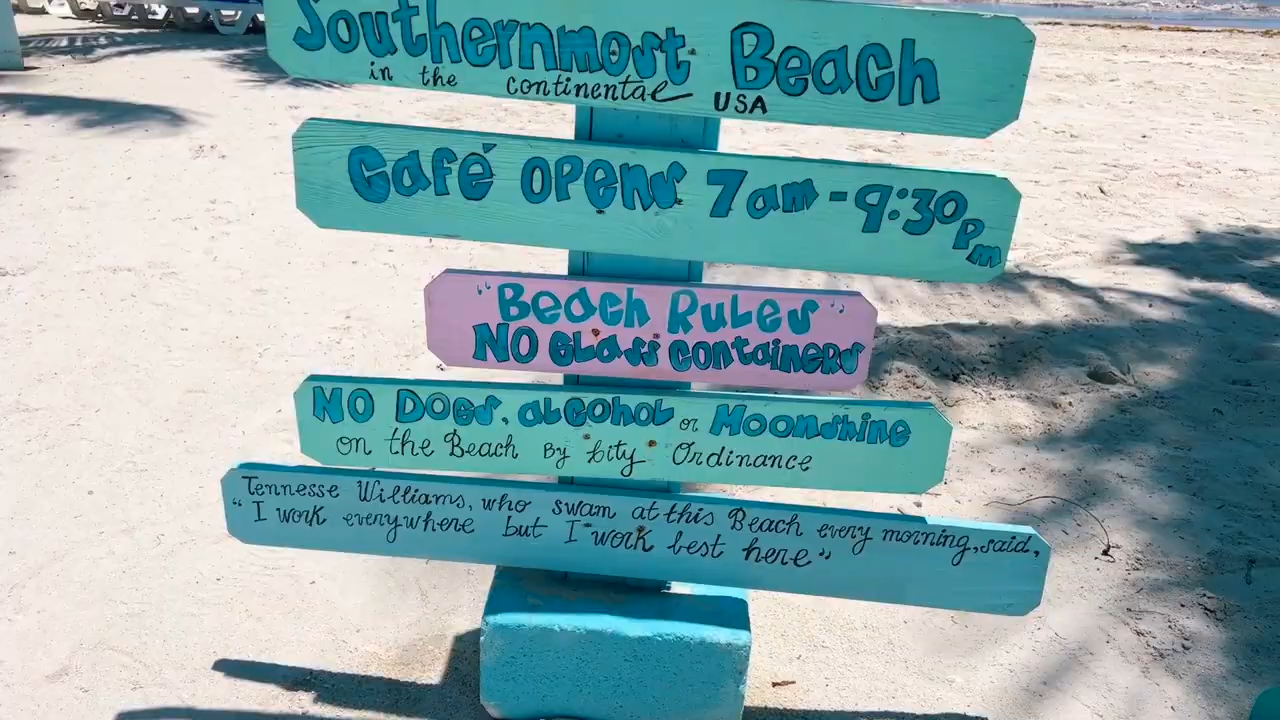 Southernmost Beach
in the continental USA
Café opens 7am-9:30pm
"Beach Rules"
NO Glass containers
NO Dogs, alcohol or Moonshine
on the Beach By City Ordinance
Tennesse Williams, who swam at this Beach every morning, said,
"I work everywhere but I work best here"